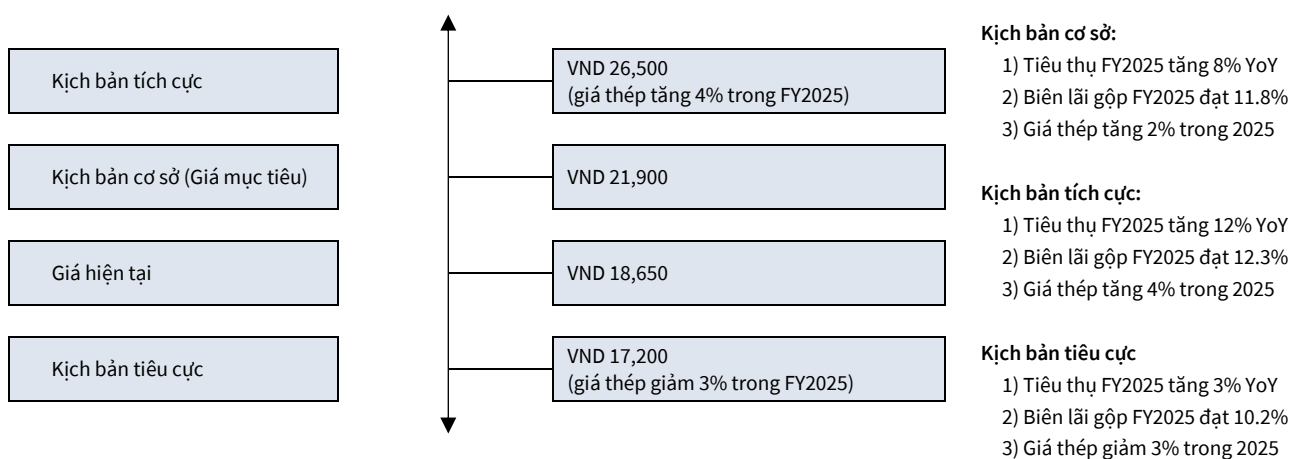 Kịch bản tích cực
VND 26,500
(giá thép tăng 4% trong FY2025)
Kịch bản cơ sở (Giá mục tiêu)
VND 21,900
Giá hiện tại
VND 18,650
Kịch bản tiêu cực
VND 17,200
(giá thép giảm 3% trong FY2025)
Kịch bản cơ sở:
1) Tiêu thụ FY2025 tăng 8% YoY
2) Biên lãi gộp FY2025 đạt 11.8%
3) Giá thép tăng 2% trong 2025
Kịch bản tích cực:
1) Tiêu thụ FY2025 tăng 12% YoY
2) Biên lãi gộp FY2025 đạt 12.3%
3) Giá thép tăng 4% trong 2025
Kịch bản tiêu cực
1) Tiêu thụ FY2025 tăng 3% YoY
2) Biên lãi gộp FY2025 đạt 10.2%
3) Giá thép giảm 3% trong 2025